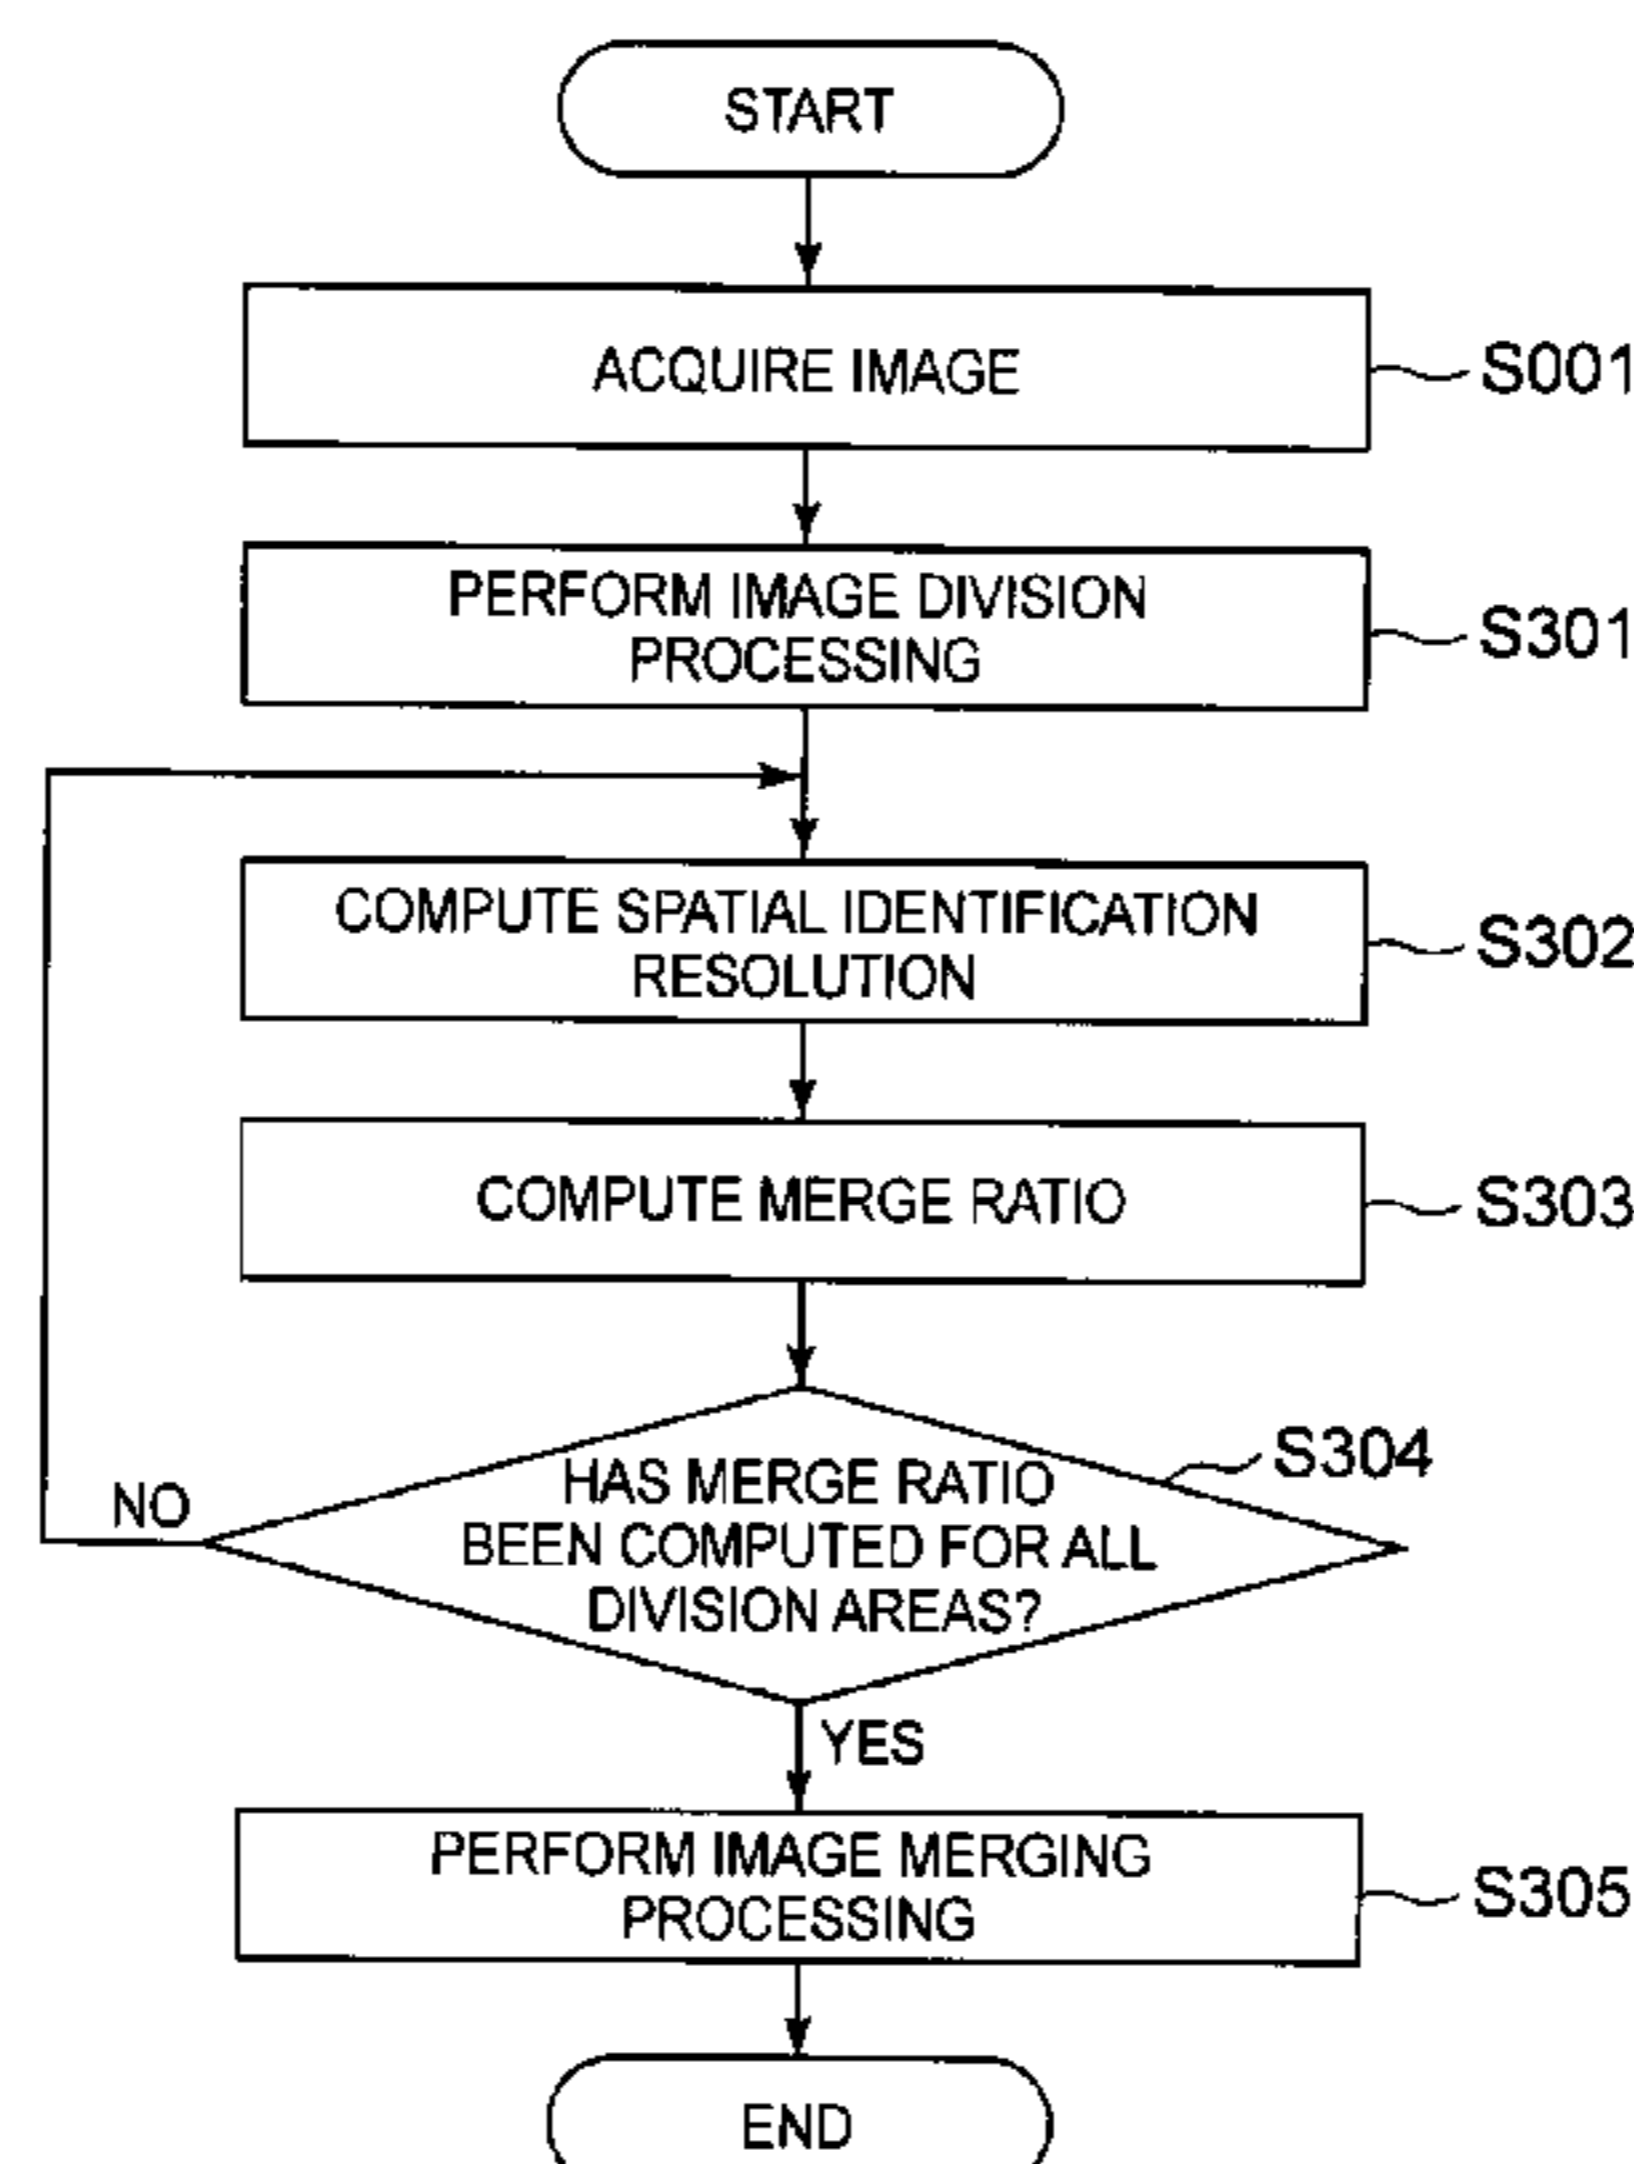 START
ACQUIRE IMAGE
S001
PERFORM IMAGE DIVISION
PROCESSING
S301
COMPUTE SPATIAL IDENTIFICATION
RESOLUTION
S302
COMPUTE MERGE RATIO
S303
HAS MERGE RATIO
BEEN COMPUTED FOR ALL
DIVISION AREAS?
S304
NO
YES
PERFORM IMAGE MERGING
PROCESSING
S305
END